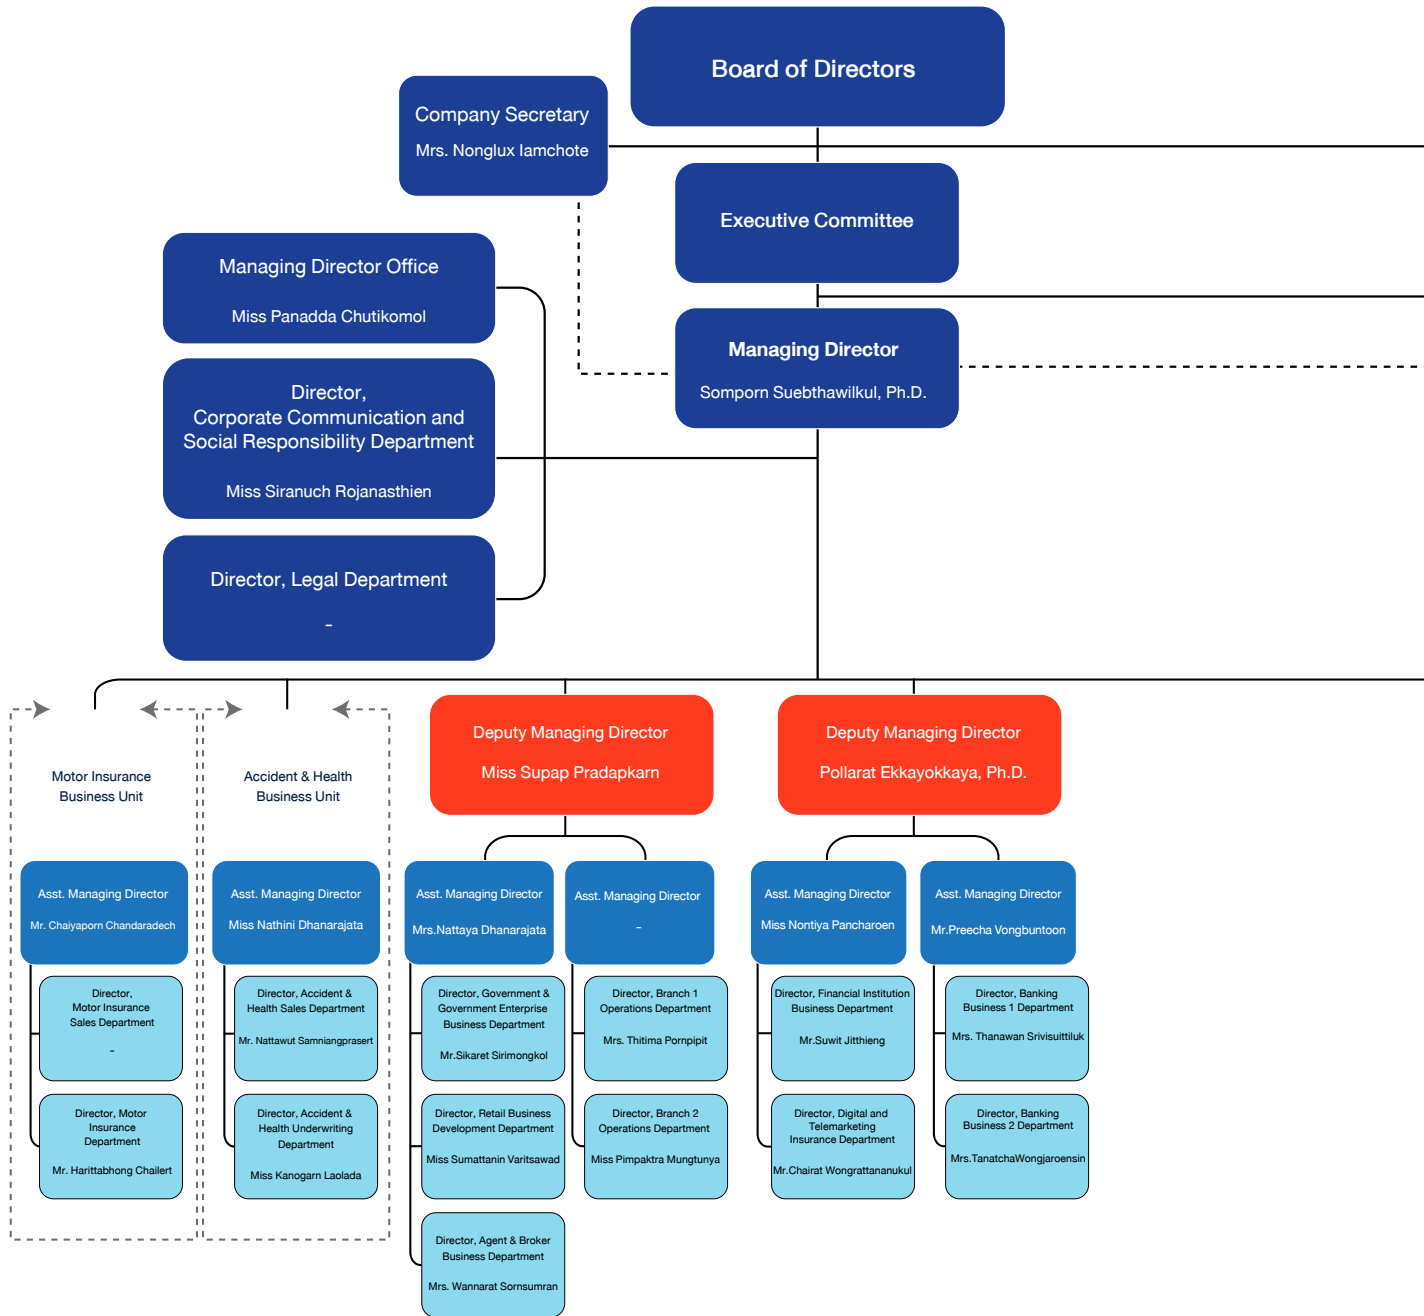 Board of Directors
Company Secretary
Mrs. Nonglux Iamchote
Executive Committee
Managing Director Office
Miss Panadda Chutikomol
Managing Director
Somporn Suebthawilkul, Ph.D.
Director,
Corporate Communication and
Social Responsibility Department
Miss Siranuch Rojanasthien
Director, Legal Department
-
Motor Insurance
Business Unit
Accident & Health
Business Unit
Deputy Managing Director
Miss Supap Pradapkarn
Deputy Managing Director
Pollarat Ekkayokkaya, Ph.D.
Asst. Managing Director
Mr. Chaiyaporn Chandaradech
Asst. Managing Director
Miss Nathini Dhanarajata
Asst. Managing Director
Mrs.Nattaya Dhanarajata
Asst. Managing Director
-
Asst. Managing Director
Miss Nontiya Pancharoen
Asst. Managing Director
Mr.Preecha Vongbuntoon
Director,
Motor Insurance
Sales Department
-
Director, Accident &
Health Sales Department
Mr. Nattawut Samniangprasert
Director, Government &
Government Enterprise
Business Department
Mr.Sikaret Sirimongkol
Director, Branch 1
Operations Department
Mrs. Thitima Pornpipit
Director, Financial Institution
Business Department
Mr.Suwit Jitthieng
Director, Banking
Business 1 Department
Mrs. Thanawan Srivisuittiluk
Director, Motor
Insurance
Department
Mr. Harittabhong Chailert
Director, Accident &
Health Underwriting
Department
Miss Kanogarn Laolada
Director, Retail Business
Development Department
Miss Sumattanin Varitsawad
Director, Branch 2
Operations Department
Miss Pimpaktra Mungtunya
Director, Digital and
Telemarketing
Insurance Department
Mr.Chairat Wongrattananukul
Director, Banking
Business 2 Department
Mrs.TanatchaWongjaroensin
Director, Agent & Broker
Business Department
Mrs. Wannarat Sornsumran